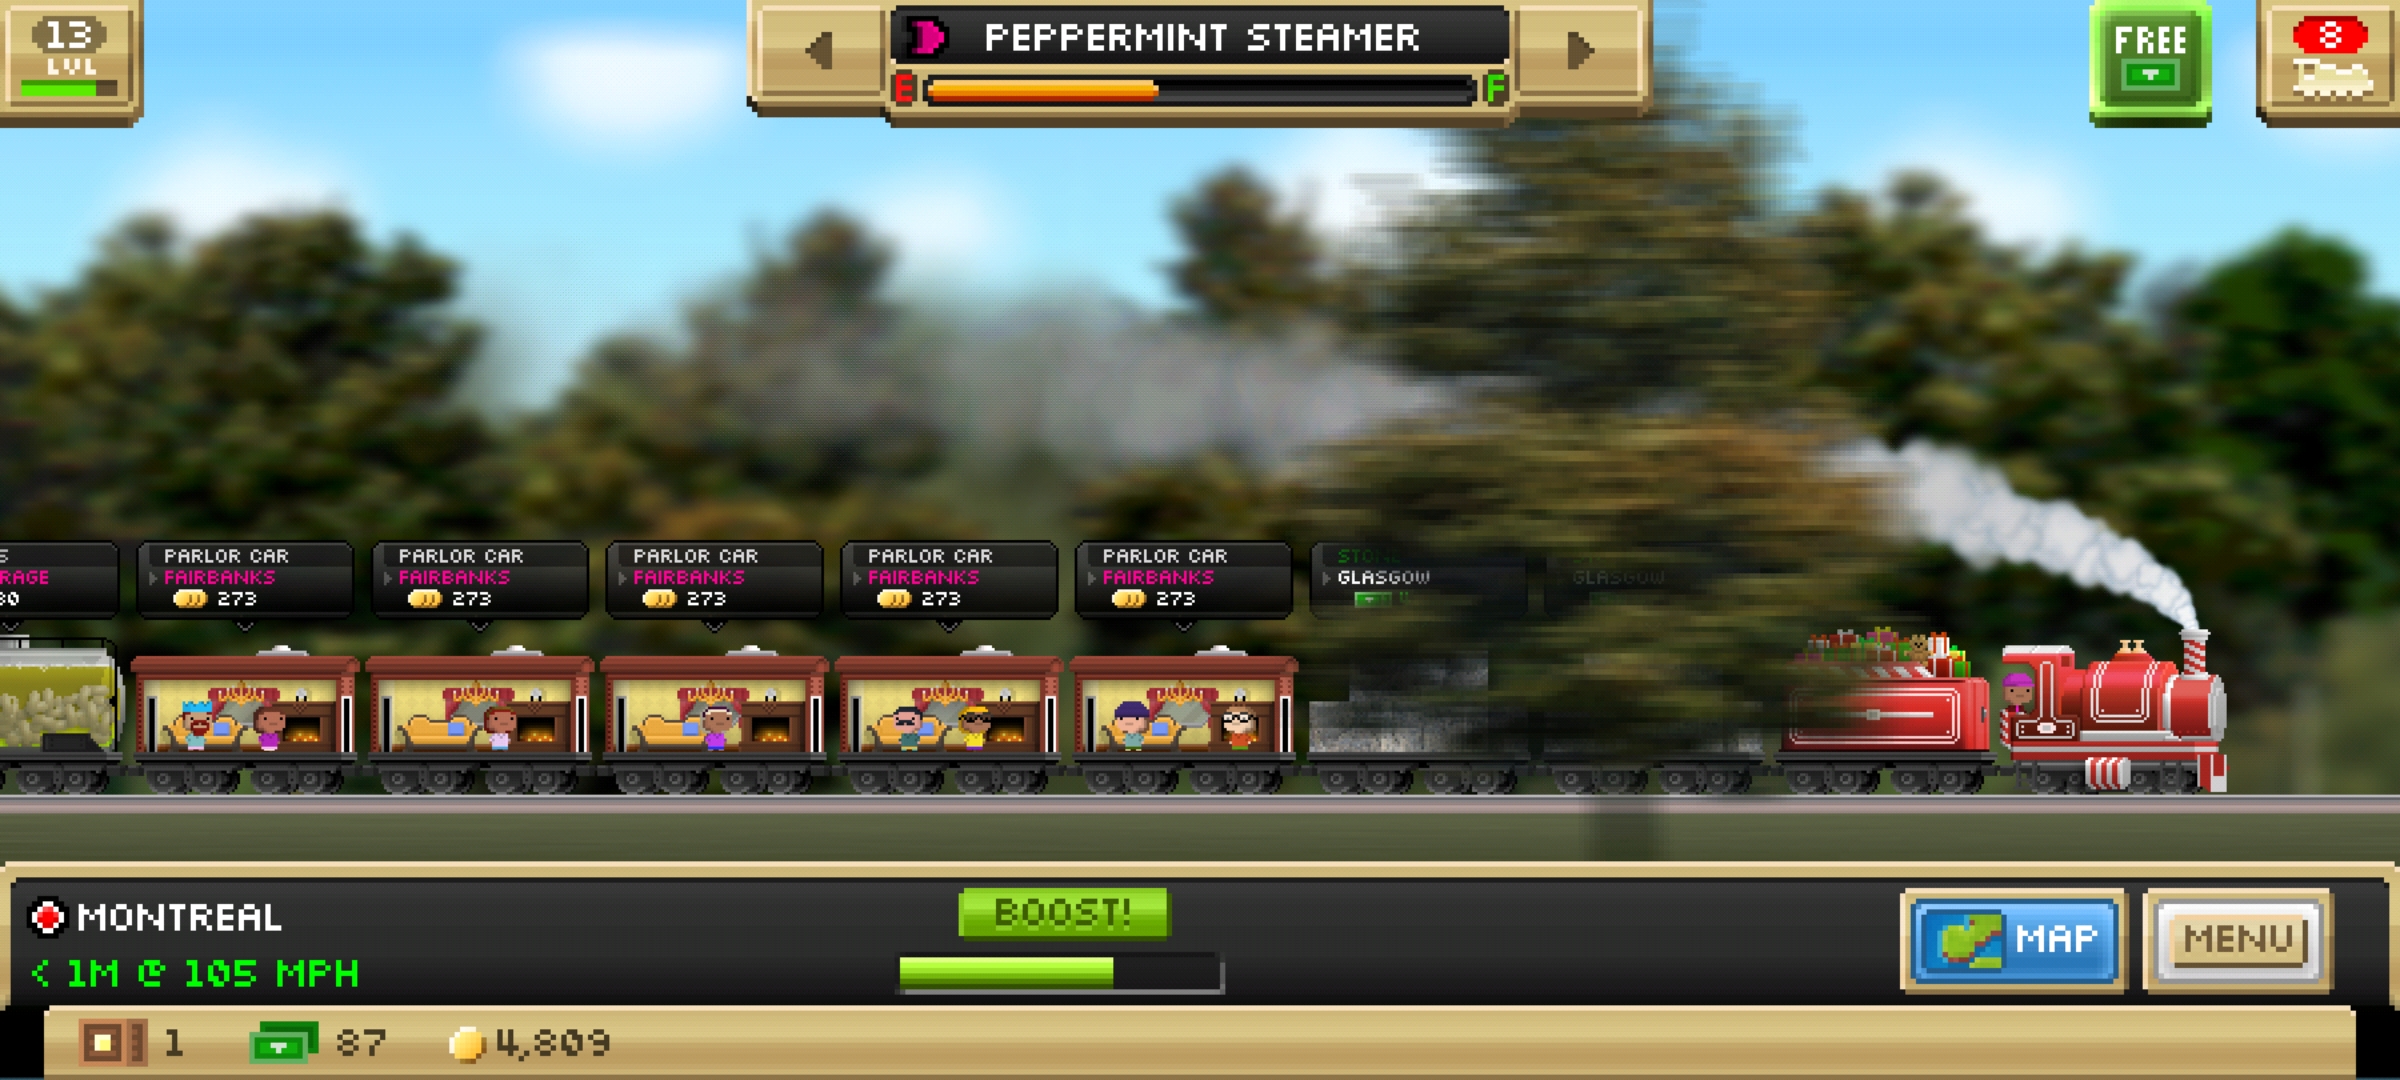 13
LVL
PEPPERMINT STEAMER
E
F
FREE
8
PARLOR CAR
FAIRBANKS
273
PARLOR CAR
FAIRBANKS
273
PARLOR CAR
FAIRBANKS
273
PARLOR CAR
FAIRBANKS
273
PARLOR CAR
FAIRBANKS
273
GLASGOW
GLASGOW
MONTREAL
< 1M @ 105 MPH
BOOST!
MAP
MENU
1
87
4,809